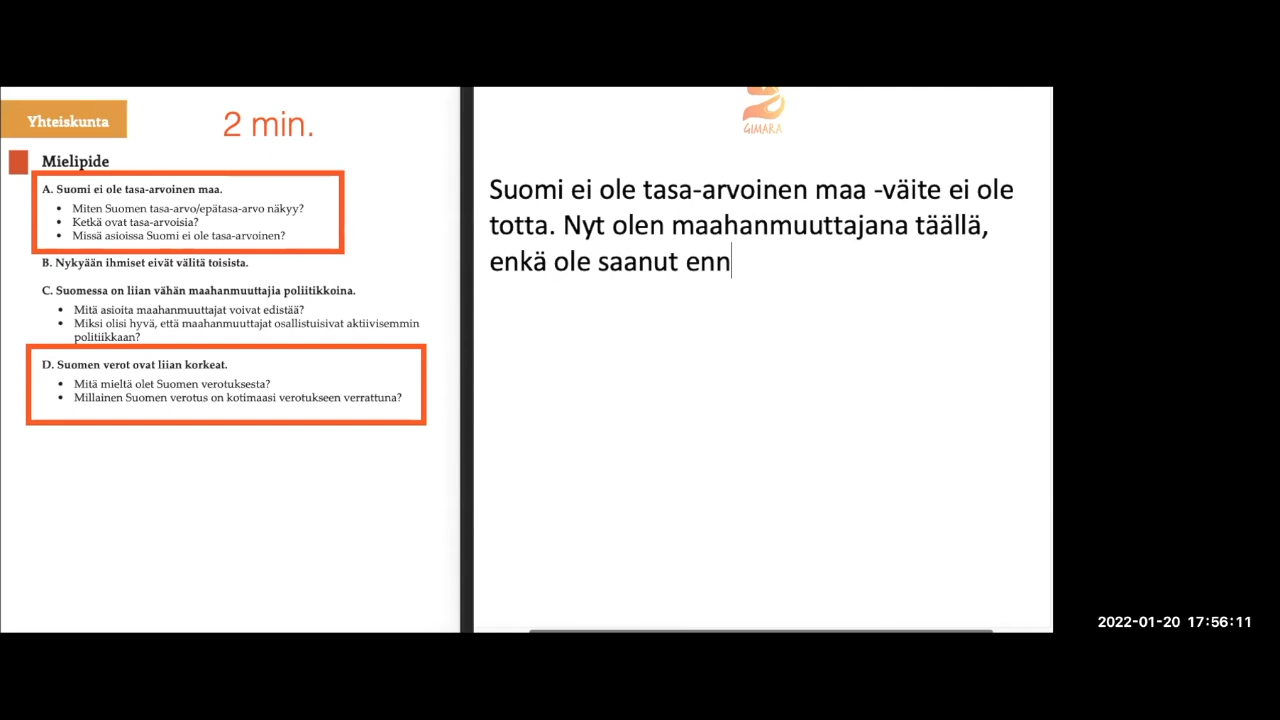 Yhteiskunta
2 min.
Mielipide
A. Suomi ei ole tasa-arvoinen maa.
• Miten Suomen tasa-arvo/epätasa-arvo näkyy?
• Ketkä ovat tasa-arvoisia?
• Missä asioissa Suomi ei ole tasa-arvoinen?
B. Nykyään ihmiset eivät välitä toisista.
C. Suomessa on liian vähän maahanmuuttajia poliitikkoina.
• Mitä asioita maahanmuuttajat voivat edistää?
• Miksi olisi hyvä, että maahanmuuttajat osallistuisivat aktiivisemmin
politiikkaan?
D. Suomen verot ovat liian korkeat.
• Mitä mieltä olet Suomen verotuksesta?
• Millainen Suomen verotus on kotimaasi verotukseen verrattuna?
GIMARA
Suomi ei ole tasa-arvoinen maa -väite ei ole
totta. Nyt olen maahanmuuttajana täällä,
enkä ole saanut enn
2022-01-20 17:56:11